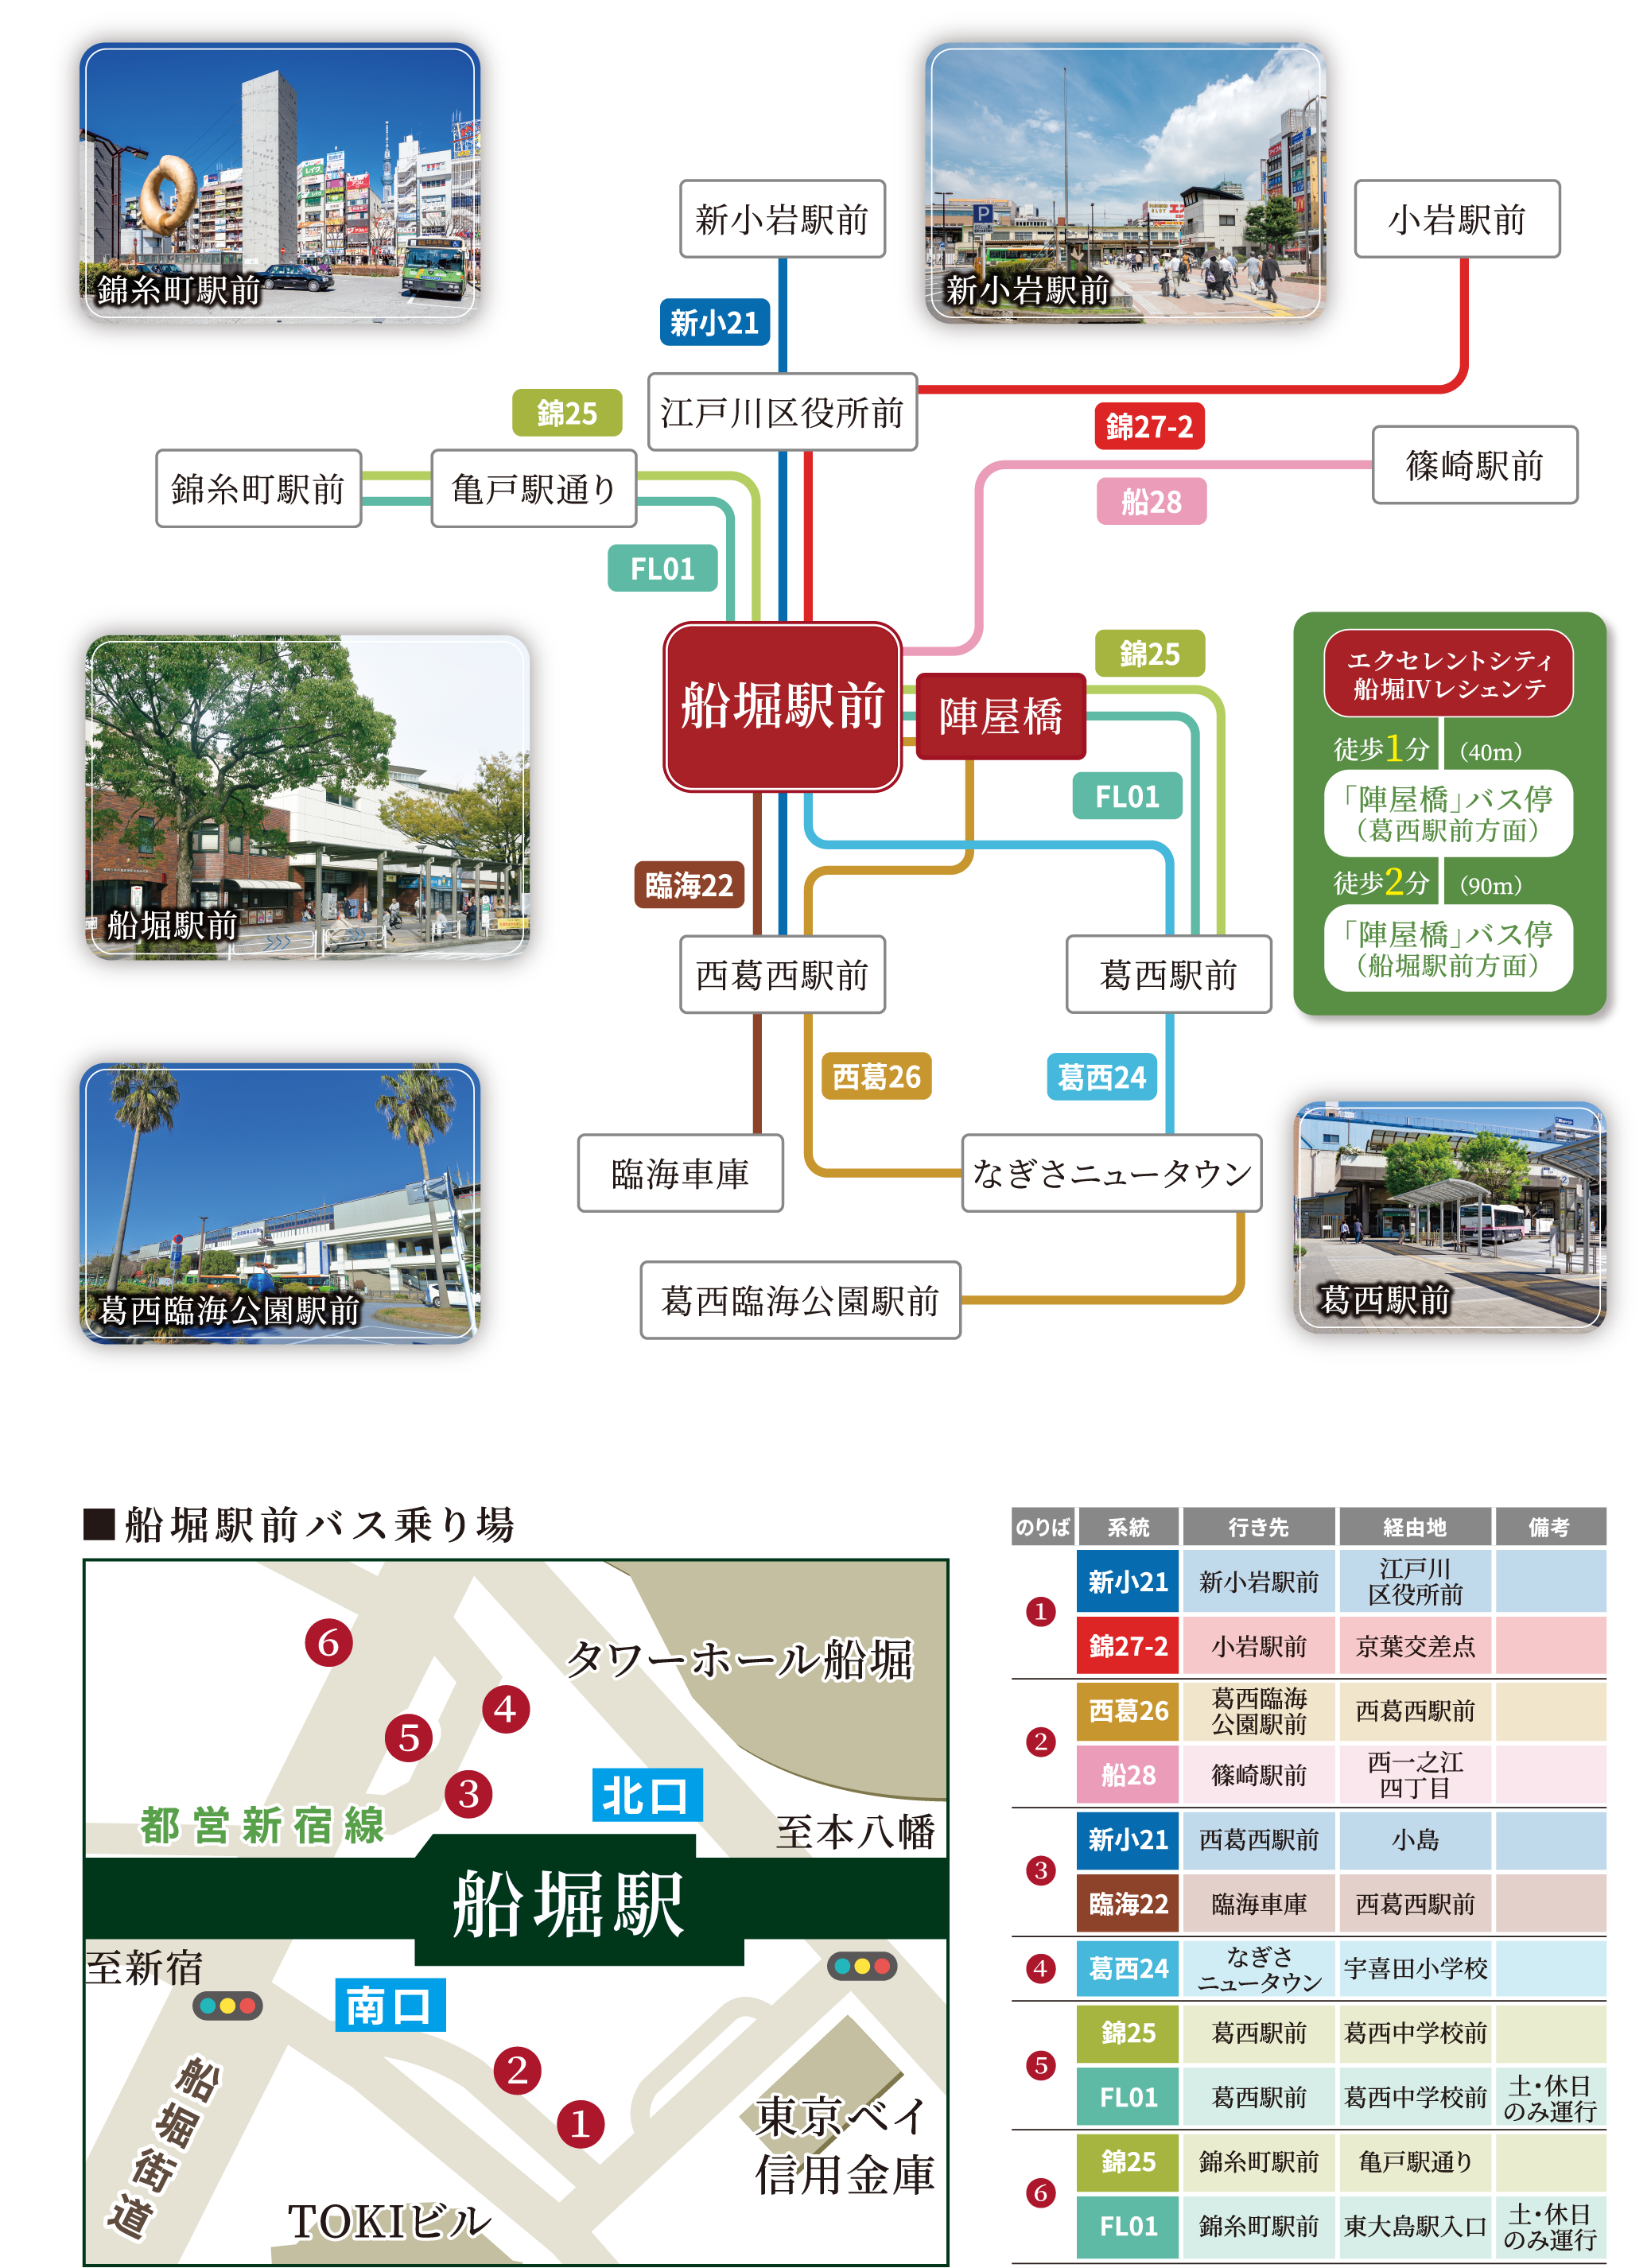 錦糸町駅前
新小岩駅前
新小岩駅前
小岩駅前
新小21
江戸川区役所前
錦25
錦27-2
篠崎駅前
錦糸町駅前
亀戸駅通り
船28
FL01
船堀駅前
陣屋橋
錦25
FL01
エクセレントシティ
船堀IVレシェンテ
徒歩1分（40m）
「陣屋橋」バス停
（葛西駅前方面）
徒歩2分（90m）
「陣屋橋」バス停
（船堀駅前方面）
船堀駅前
臨海22
西葛西駅前
葛西駅前
西葛26
葛西24
臨海車庫
なぎさニュータウン
葛西臨海公園駅前
葛西臨海公園駅前
葛西駅前
■船堀駅前バス乗り場
6
タワーホール船堀
4
5
3
北口
都営新宿線
至本八幡
船堀駅
至新宿
南口
船堀街道
2
1
東京ベイ
信用金庫
TOKIビル
のりば 系統 行き先 経由地 備考
1
新小21 新小岩駅前 江戸川
区役所前
錦27-2 小岩駅前 京葉交差点
2
西葛26 葛西臨海
公園駅前 西葛西駅前
船28 篠崎駅前 西一之江
四丁目
3
新小21 西葛西駅前 小島
臨海22 臨海車庫 西葛西駅前
4
葛西24 なぎさ
ニュータウン 宇喜田小学校
5
錦25 葛西駅前 葛西中学校前
FL01 葛西駅前 葛西中学校前 土・休日
のみ運行
6
錦25 錦糸町駅前 亀戸駅通り
FL01 錦糸町駅前 東大島駅入口 土・休日
のみ運行